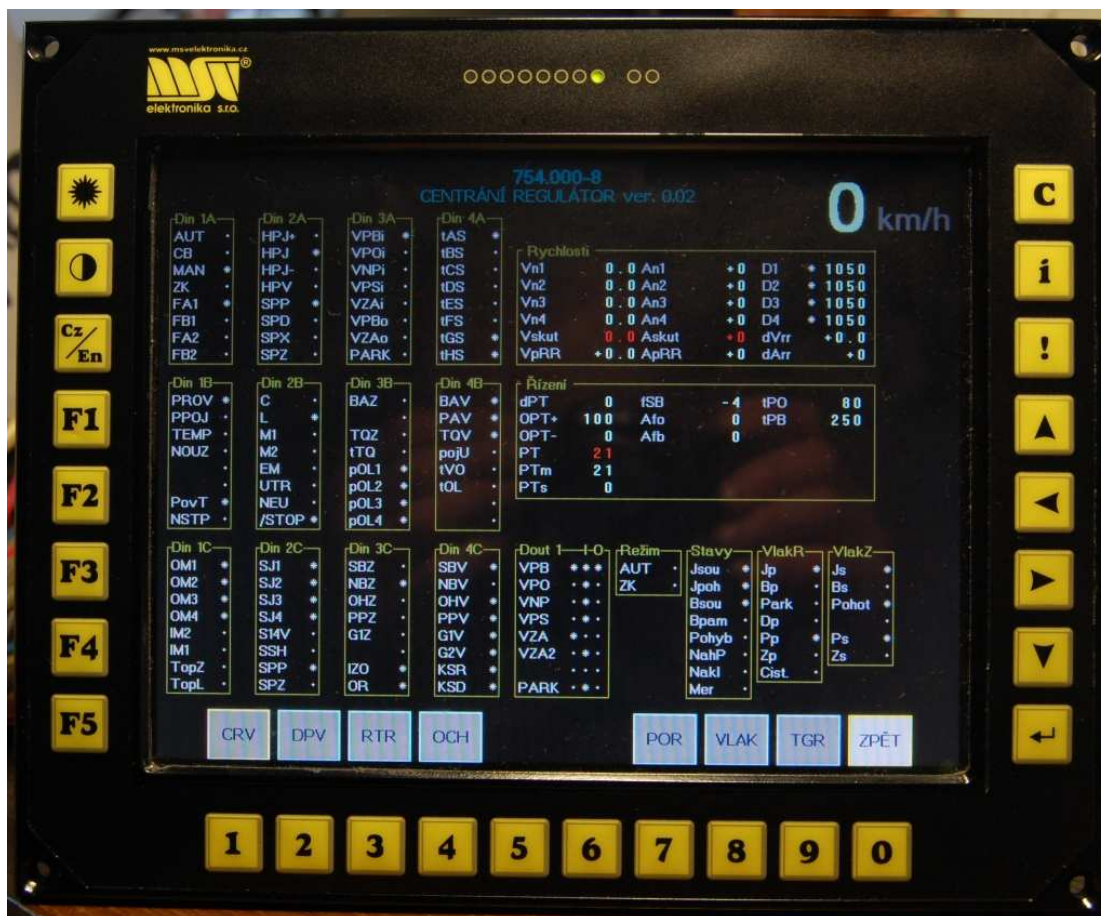 www.msvelektronika.cz
MSV®
elektronika s.r.o.
754.000-8
CENTRÁNÍ REGULÁTOR ver. 0.02
0 km/h
Din 1A Din 2A Din 3A Din 4A
AUT HPJ+ VPBi tAS
CB HPJ VPOi tBS
MAN HPJ- VNPi tCS
ZK HPV VPSi tDS
FA1 SPP VZAi tES
FB1 SPD VPBo tFS
FA2 SPX VZAo tGS
FB2 SPZ PARK tHS
Rychlosti
Vn1 0.0 An1 +0 D1 * 1050
Vn2 0.0 An2 +0 D2 * 1050
Vn3 0.0 An3 +0 D3 * 1050
Vn4 0.0 An4 +0 D4 * 1050
Vskut 0.0 Askut +0 dVrr +0.0
VpRR +0.0 ApRR +0 dArr +0
Din 1B Din 2B Din 3B Din 4B
PROV C BAZ BAV
PPOJ L PAV
TEMP M1 TQZ TQV
NOUZ M2 tTQ pojU
EM pOL1 tVO
UTR pOL2 tOL
PovT NEU pOL3
NSTP /STOP pOL4
Řízení
dPT 0 fSB -4 tPO 80
OPT+ 100 Afo 0 tPB 250
OPT- 0 Afb 0
PT 21
PTm 21
PTs 0
Din 1C Din 2C Din 3C Din 4C Dout 1 I-O Režim Stavy VlakR VlakZ
OM1 SJ1 SBZ SBV VPB AUT Jsou Jp Js
OM2 SJ2 NBZ NBV VPO ZK Jpoh Bp Bs
OM3 SJ3 OHZ OHV VNP Bsou Park Pohot
OM4 SJ4 PPZ PPV VPS Bpam Dp
IM2 S14V G1Z G1V VZA Pohyb Pp Ps
IM1 SSH G2V VZA2 NahP Zp Zs
TopZ SPP IZO KSR Nakl Cist.
TopL SPZ OR KSD PARK Mer
CRV DPV RTR OCH POR VLAK TGR ZPĚT
Cz/En
F1
F2
F3
F4
F5
C
i
!
1 2 3 4 5 6 7 8 9 0